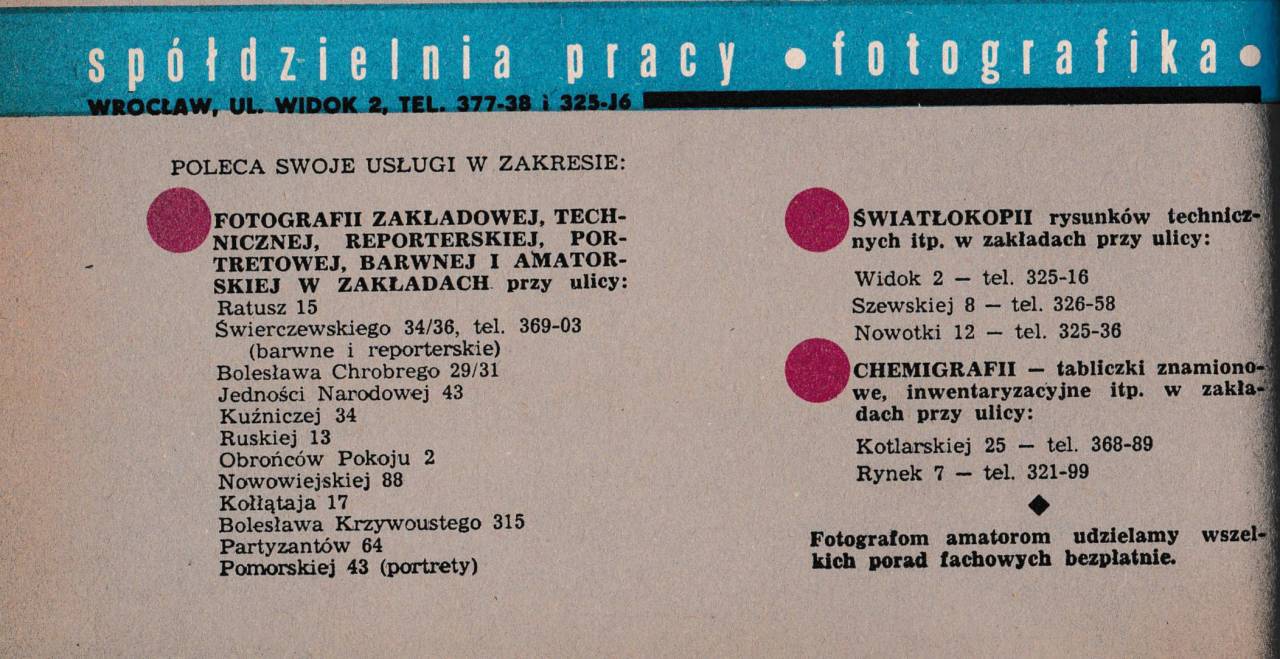 spółdzielnia pracy • fotografika •
WROCŁAW, UL. WIDOK 2, TEL. 377-38 i 325-16
POLECA SWOJE USŁUGI W ZAKRESIE:
FOTOGRAFII ZAKŁADOWEJ, TECH-
NICZNEJ, REPORTERSKIEJ, POR-
TRETOWEJ, BARWNEJ I AMATOR-
SKIEJ W ZAKŁADACH przy ulicy:
Ratusz 15
Świerczewskiego 34/36, tel. 369-03
(barwne i reporterskie)
Bolesława Chrobrego 29/31
Jedności Narodowej 43
Kuźniczej 34
Ruskiej 13
Obrońców Pokoju 2
Nowowiejskiej 88
Kołłątaja 17
Bolesława Krzywoustego 315
Partyzantów 64
Pomorskiej 43 (portrety)
ŚWIATŁOKOPII rysunków technicz-
nych itp. w zakładach przy ulicy:
Widok 2 — tel. 325-16
Szewskiej 8 — tel. 326-58
Nowotki 12 — tel. 325-36
CHEMIGRAFII — tabliczki znamiono-
we, inwentaryzacyjne itp. w zakła-
dach przy ulicy:
Kotlarskiej 25 — tel. 368-89
Rynek 7 — tel. 321-99
Fotografom amatorom udzielamy wszel-
kich porad fachowych bezpłatnie.